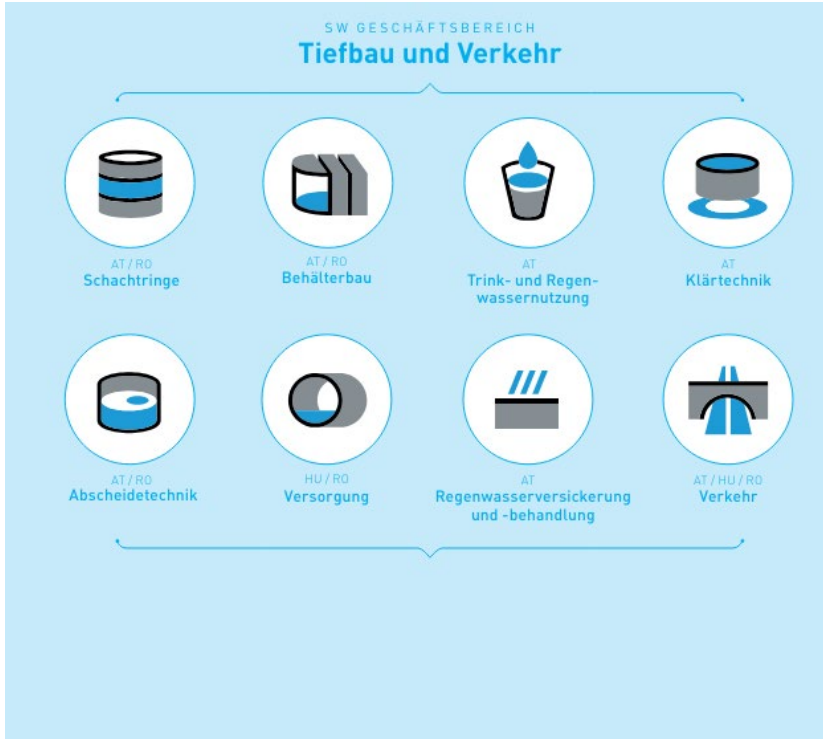 SW GESCHÄFTSBEREICH
Tiefbau und Verkehr
AT / RO
Schachtringe
AT / RO
Behälterbau
AT
Trink- und Regen-
wassernutzung
AT
Klärtechnik
AT / RO
Abscheidetechnik
HU / RO
Versorgung
AT
Regenwasserversickerung
und -behandlung
AT / HU / RO
Verkehr